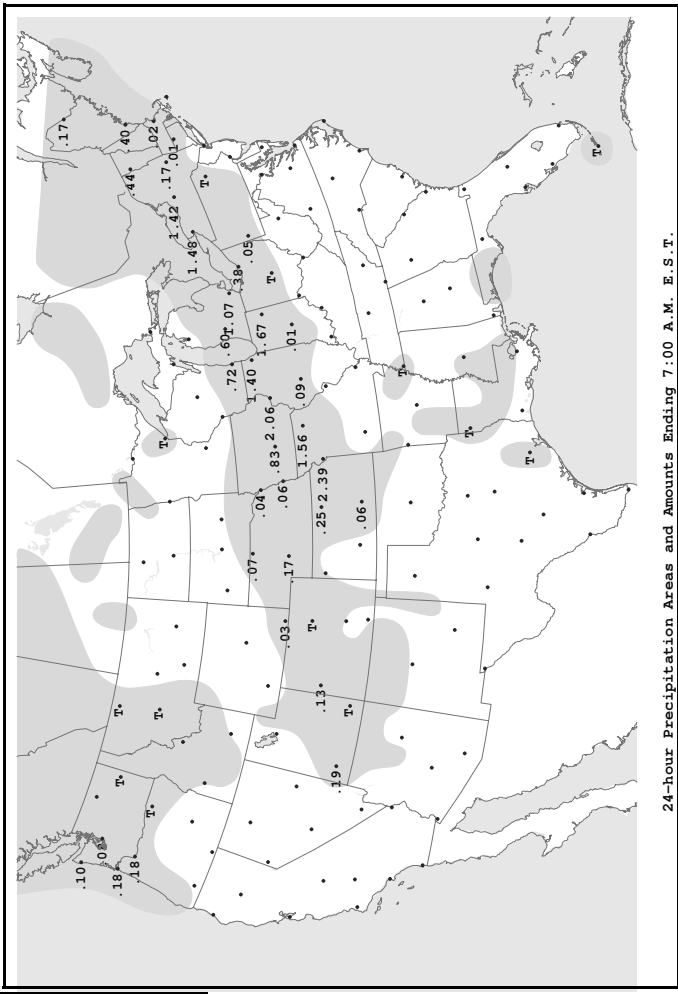 .17
.10
.08
.18
T
T
.40
.44
.18
T
.02
T
T
.17
.01
1.42
1.48
T
.60
1.07
.72
.38
.05
1.40
.07
.04
1.67
T
2.06
.83
.06
.03
.17
.01
.09
1.56
T
.13
.25
2.39
.19
T
.06
T
T
T
T
24-hour Precipitation Areas and Amounts Ending 7:00 A.M. E.S.T.